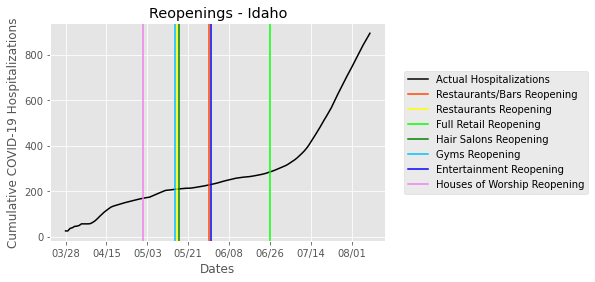 Reopenings - Idaho
Cumulative COVID-19 Hospitalizations
800
600
400
200
0
03/28 04/15 05/03 05/21 06/08 06/26 07/14 08/01
Dates
Actual Hospitalizations
Restaurants/Bars Reopening
Restaurants Reopening
Full Retail Reopening
Hair Salons Reopening
Gyms Reopening
Entertainment Reopening
Houses of Worship Reopening